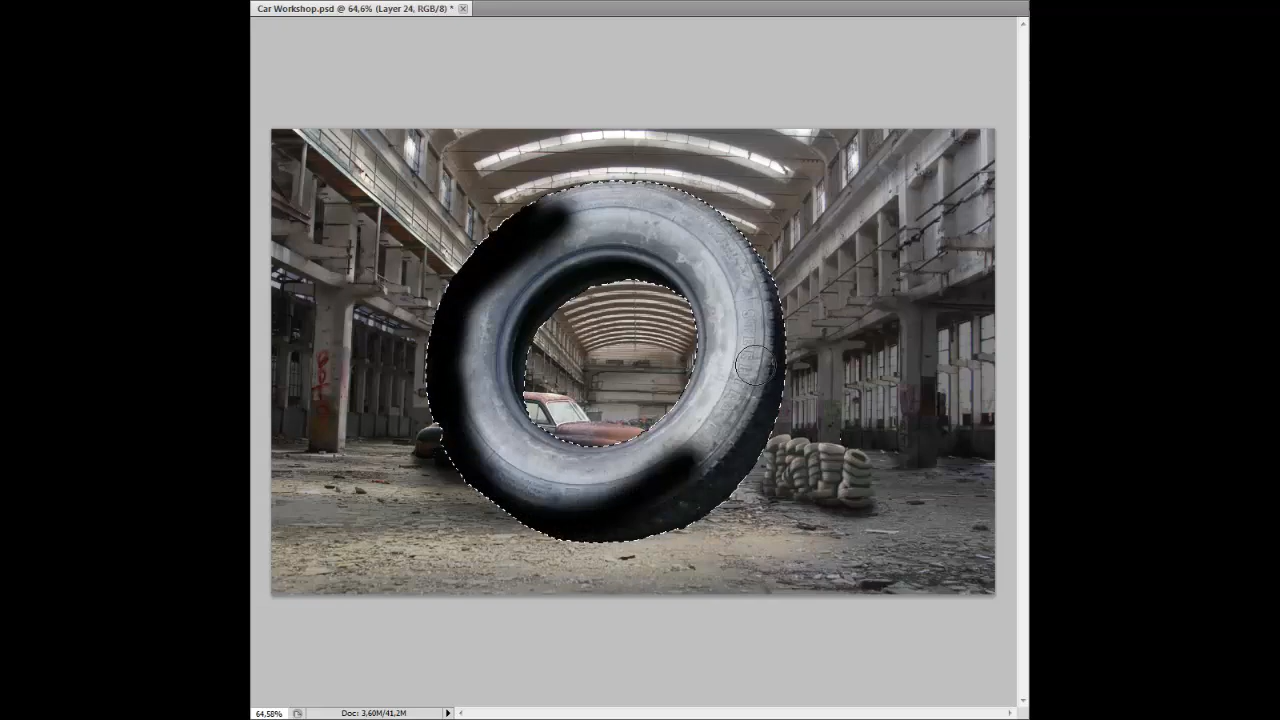 Car Workshop.psd @ 64,6% (Layer 24, RGB/8) *
64,58%
Doc: 3,60M/41,2M